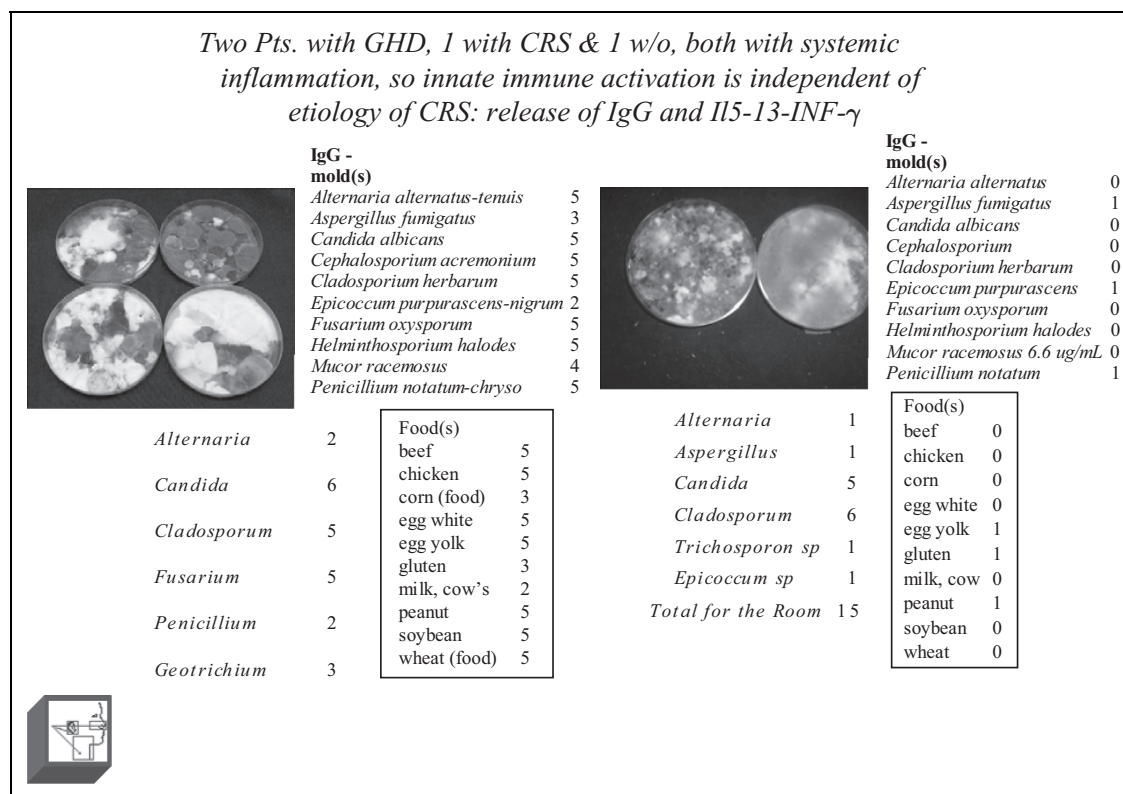 Two Pts. with GHD, 1 with CRS & 1 w/o, both with systemic
inflammation, so innate immune activation is independent of
etiology of CRS: release of IgG and Il5-13-INF-γ
IgG -
mold(s)
Alternaria alternatus-tenuis 5
Aspergillus fumigatus 3
Candida albicans 5
Cephalosporium acremonium 5
Cladosporium herbarum 5
Epicoccum purpurascens-nigrum 2
Fusarium oxysporum 5
Helminthosporium halodes 5
Mucor racemosus 4
Penicillium notatum-chryso 5
Alternaria 2
Candida 6
Cladosporum 5
Fusarium 5
Penicillium 2
Geotrichium 3
Food(s)
beef 5
chicken 5
corn (food) 3
egg white 5
egg yolk 5
gluten 3
milk, cow's 2
peanut 5
soybean 5
wheat (food) 5
IgG -
mold(s)
Alternaria alternatus 0
Aspergillus fumigatus 1
Candida albicans 0
Cephalosporium 0
Cladosporium herbarum 0
Epicoccum purpurascens 1
Fusarium oxysporum 0
Helminthosporium halodes 0
Mucor racemosus 6.6 ug/mL 0
Penicillium notatum 1
Alternaria 1
Aspergillus 1
Candida 5
Cladosporum 6
Trichosporon sp 1
Epicoccum sp 1
Total for the Room 15
Food(s)
beef 0
chicken 0
corn 0
egg white 0
egg yolk 1
gluten 1
milk, cow 0
peanut 1
soybean 0
wheat 0